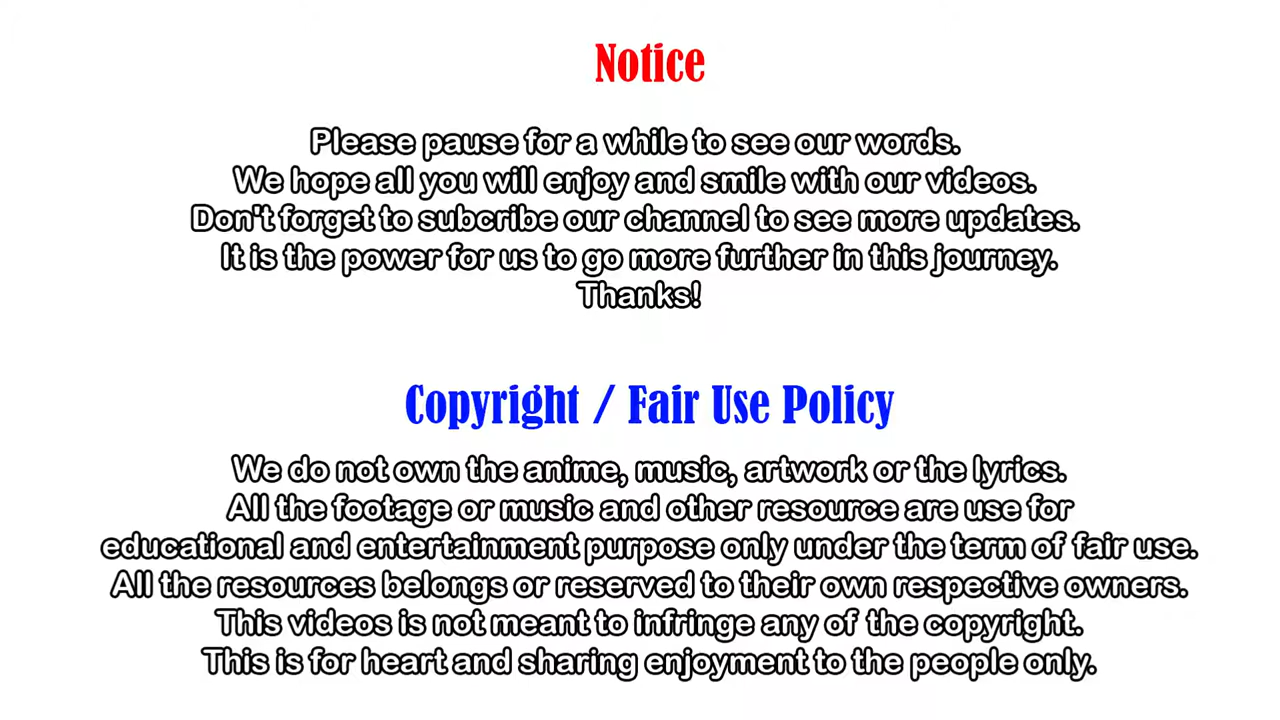 Notice
Please pause for a while to see our words.
We hope all you will enjoy and smile with our videos.
Don't forget to subcribe our channel to see more updates.
It is the power for us to go more further in this journey.
Thanks!
Copyright / Fair Use Policy
We do not own the anime, music, artwork or the lyrics.
All the footage or music and other resource are use for
educational and entertainment purpose only under the term of fair use.
All the resources belongs or reserved to their own respective owners.
This videos is not meant to infringe any of the copyright.
This is for heart and sharing enjoyment to the people only.